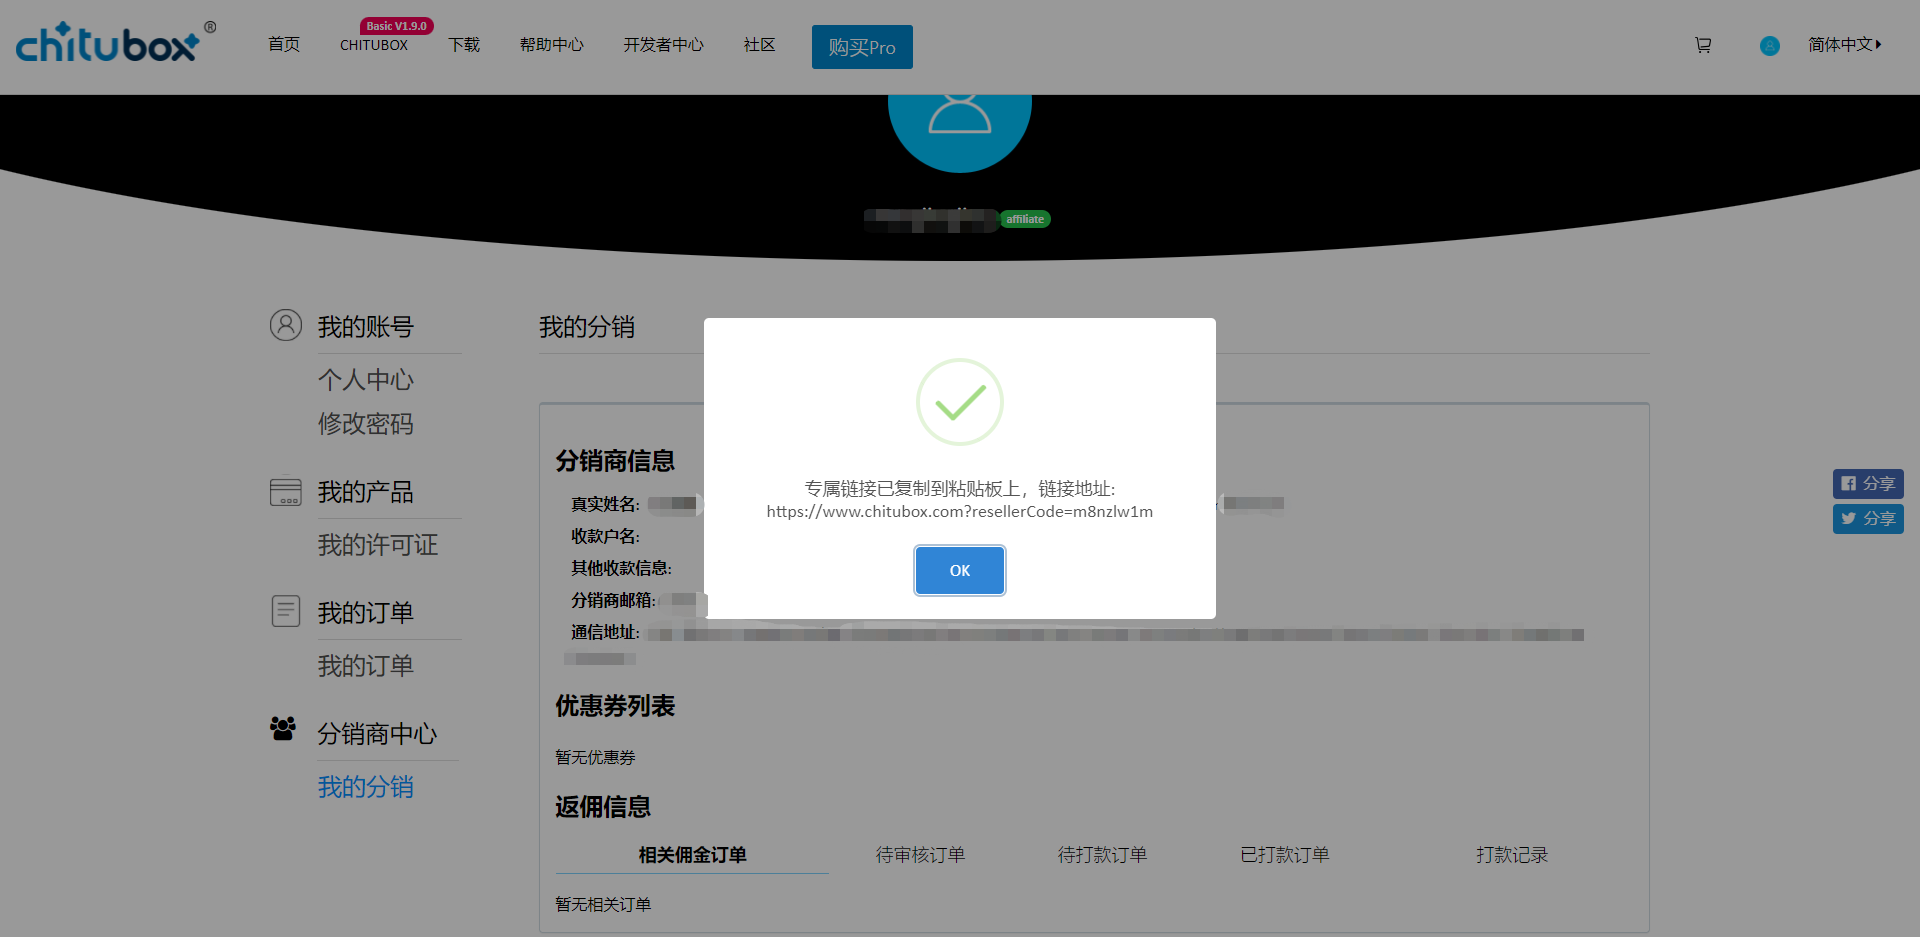 chitubox®
首页
Basic V1.9.0
CHITUBOX
下载
帮助中心
开发者中心
社区
购买Pro
简体中文
affiliate
我的账号
个人中心
修改密码
我的产品
我的许可证
我的订单
我的订单
分销商中心
我的分销
我的分销
分销商信息
真实姓名:
收款户名:
其他收款信息:
分销商邮箱:
通信地址:
专属链接已复制到粘贴板上，链接地址:
https://www.chitubox.com?resellerCode=m8nzlw1m
OK
优惠券列表
暂无优惠券
返佣信息
相关佣金订单 待审核订单 待打款订单 已打款订单 打款记录
暂无相关订单
分享
分享